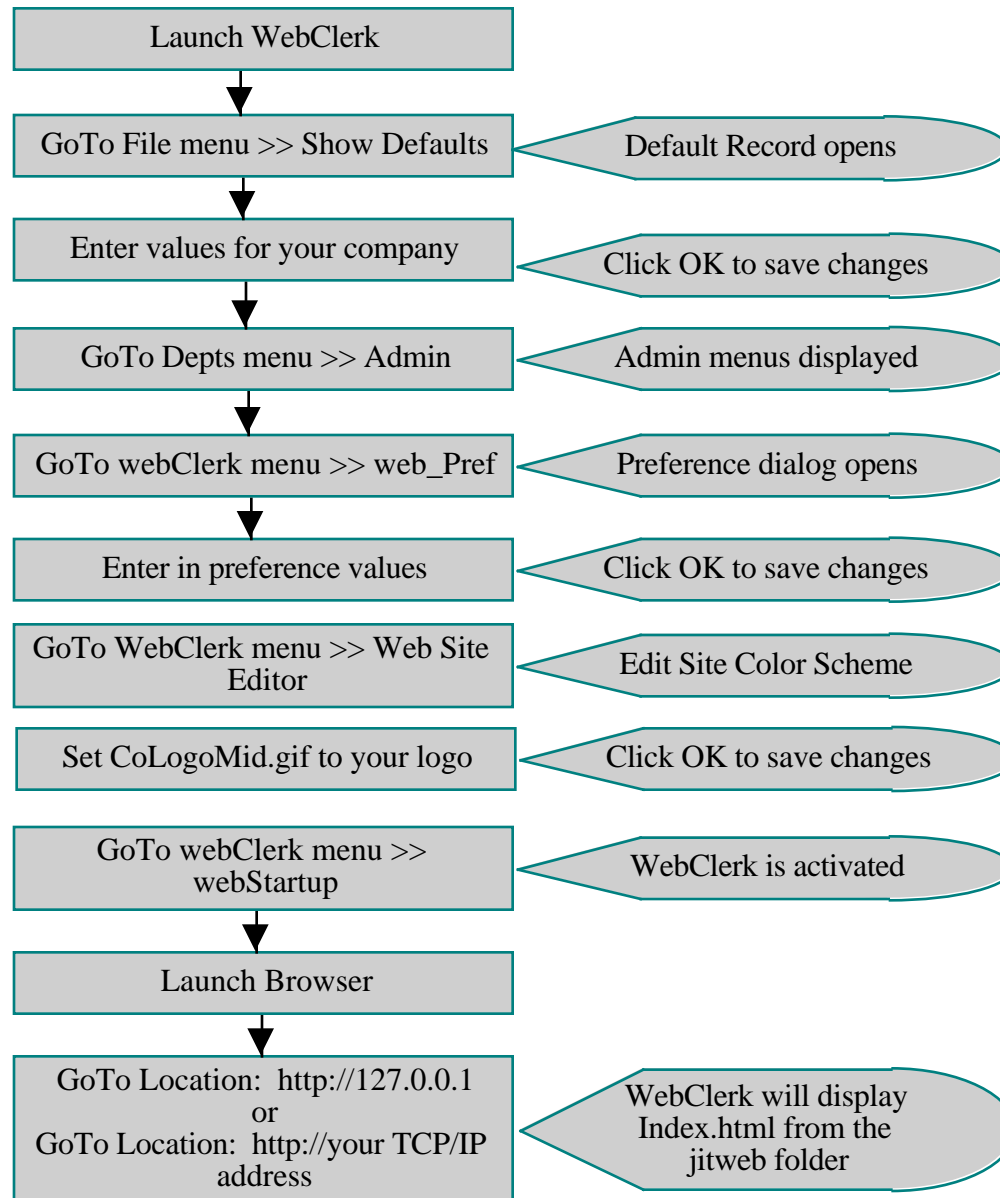 Launch WebClerk
GoTo File menu >> Show Defaults
Default Record opens
Enter values for your company
Click OK to save changes
GoTo Depts menu >> Admin
Admin menus displayed
GoTo webClerk menu >> web_Pref
Preference dialog opens
Enter in preference values
Click OK to save changes
GoTo WebClerk menu >> Web Site
Editor
Edit Site Color Scheme
Set CoLogoMid.gif to your logo
Click OK to save changes
GoTo webClerk menu >>
webStartup
WebClerk is activated
Launch Browser
GoTo Location:  http://127.0.0.1
or
GoTo Location:  http://your TCP/IP
address
WebClerk will display
Index.html from the
jitweb folder